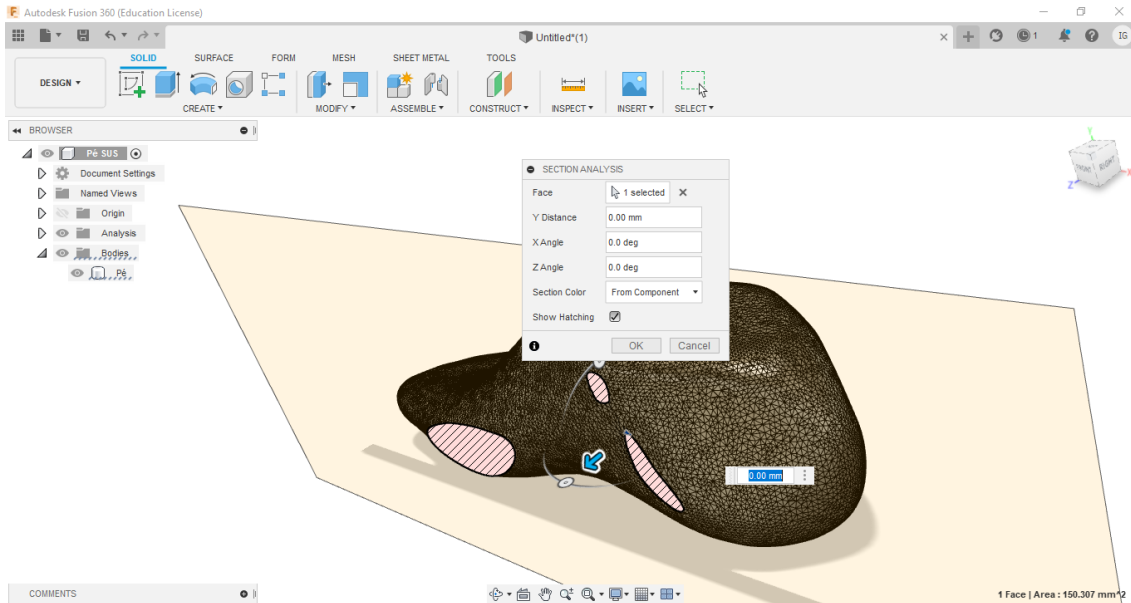 Autodesk Fusion 360 (Education License)
Untitled*(1)
1
IG
SOLID SURFACE FORM MESH SHEET METAL TOOLS
DESIGN
CREATE MODIFY ASSEMBLE CONSTRUCT INSPECT INSERT SELECT
BROWSER
Pé SUS
Document Settings
Named Views
Origin
Analysis
Bodies
Pé
SECTION ANALYSIS
Face 1 selected
Y Distance 0.00 mm
X Angle 0.0 deg
Z Angle 0.0 deg
Section Color From Component
Show Hatching
OK Cancel
Y
FRONT RIGHT
X
Z
0.00 mm
COMMENTS
1 Face | Area : 150.307 mm^2